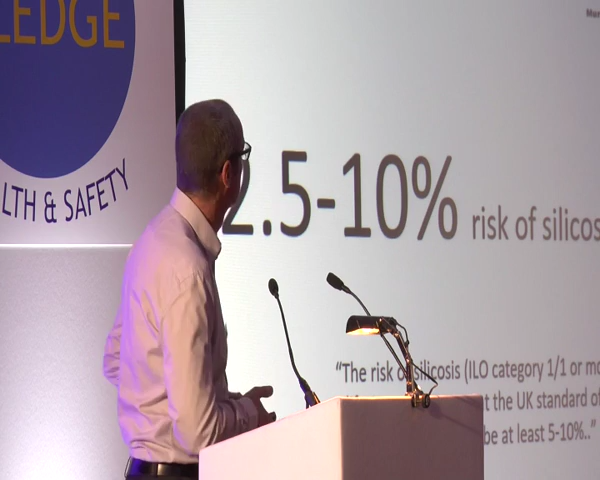 LEDGE
LTH & SAFETY
2.5-10% risk of silicos
"The risk of silicosis (ILO category 1/1 or mo
at the UK standard of
be at least 5-10%.."